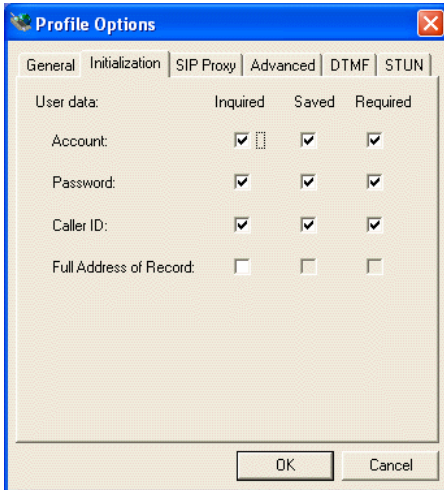 Profile Options
General Initialization SIP Proxy Advanced DTMF STUN
User data: Inquired Saved Required
Account:
Password:
Caller ID:
Full Address of Record:
OK Cancel